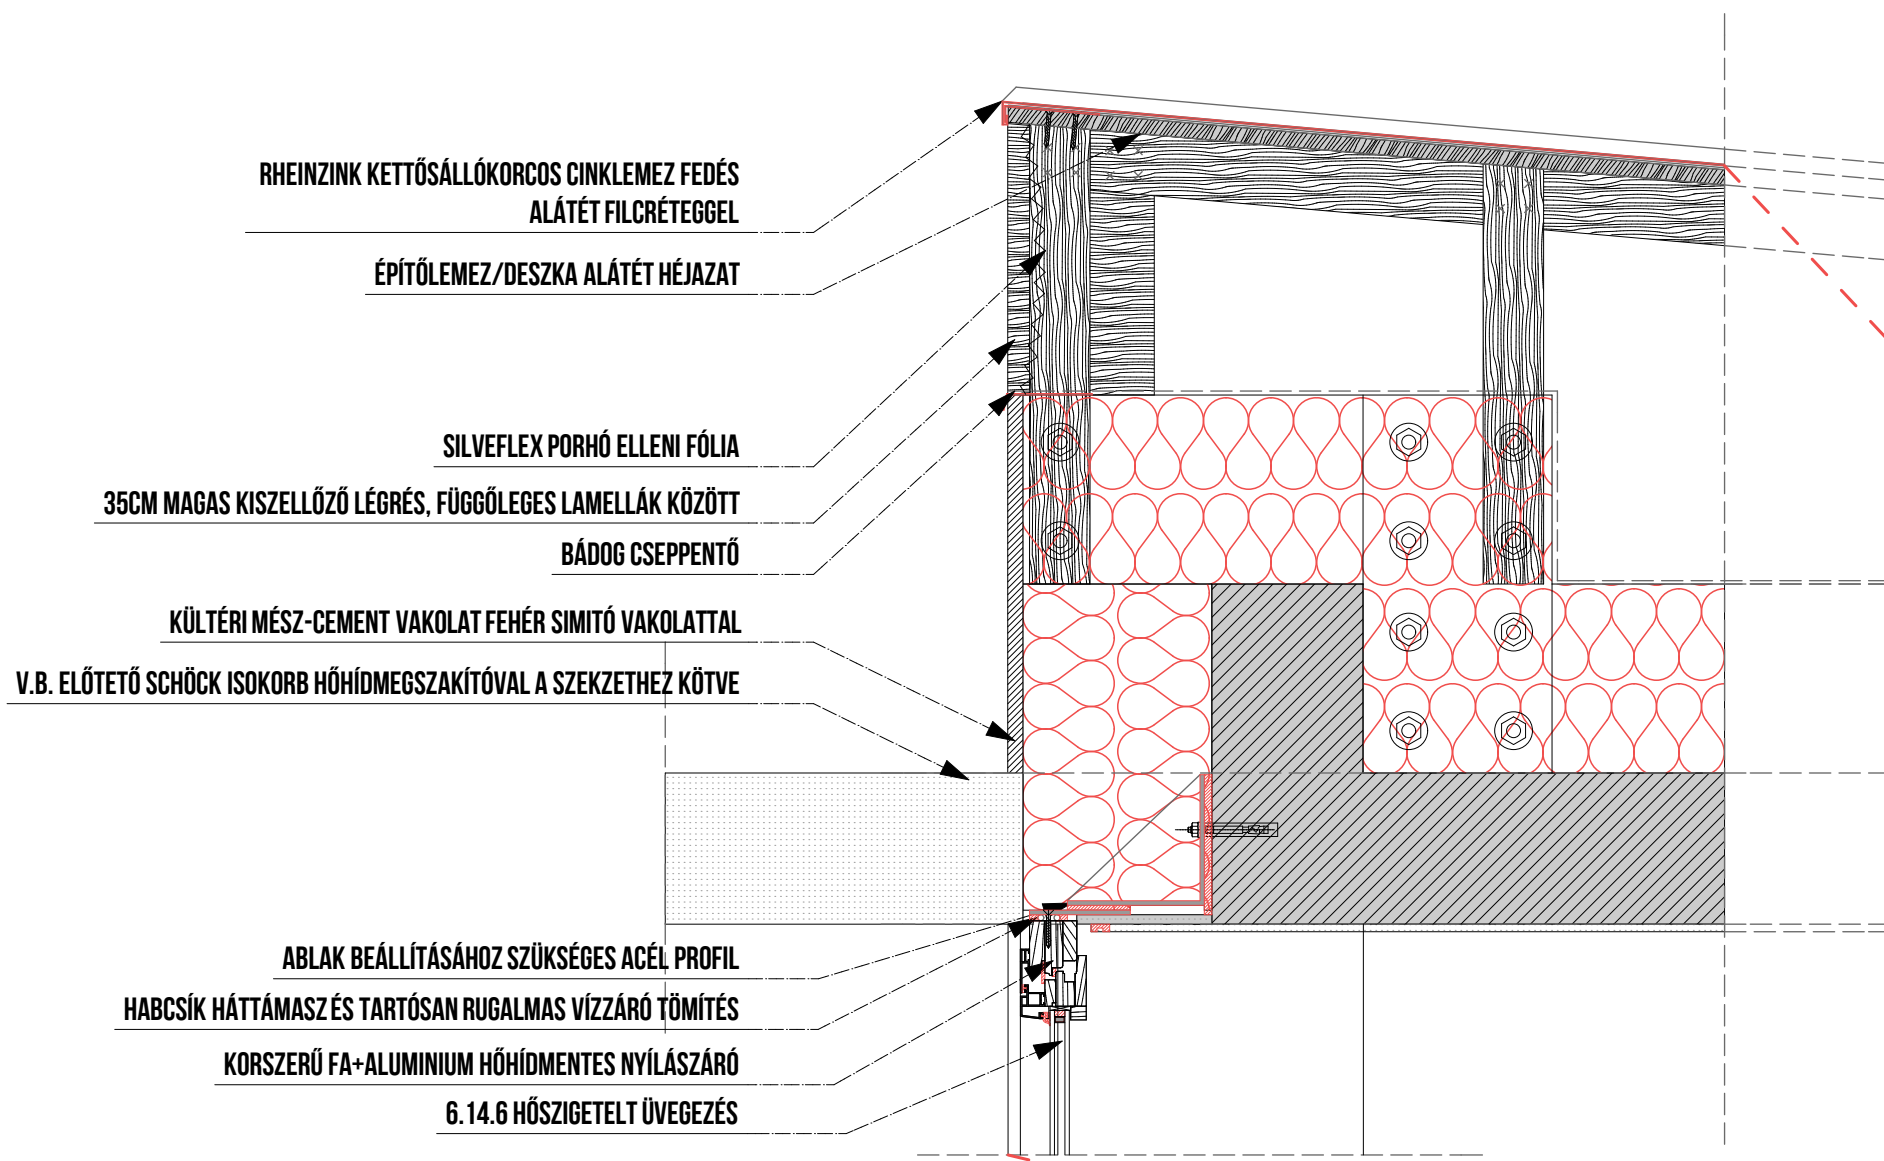 RHEINZINK KETTŐSÁLLÓKORCOS CINKLEMEZ FEDÉS
ALÁTÉT FILCRÉTEGGEL
ÉPÍTŐLEMEZ/DESZKA ALÁTÉT HÉJAZAT
SILVEFLEX PORHÓ ELLENI FÓLIA
35CM MAGAS KISZELLŐZŐ LÉGRÉS, FÜGGŐLEGES LAMELLÁK KÖZÖTT
BÁDOG CSEPPENTŐ
KÜLTÉRI MÉSZ-CEMENT VAKOLAT FEHÉR SIMITÓ VAKOLATTAL
V.B. ELŐTETŐ SCHÖCK ISOKORB HŐHÍDMEGSZAKÍTÓVAL A SZEKZETHEZ KÖTVE
ABLAK BEÁLLÍTÁSÁHOZ SZÜKSÉGES ACÉL PROFIL
HABCSÍK HÁTTÁMASZ ÉS TARTÓSAN RUGALMAS VÍZZÁRÓ TÖMÍTÉS
KORSZERŰ FA+ALUMINIUM HŐHÍDMENTES NYÍLÁSZÁRÓ
6.14.6 HŐSZIGETELT ÜVEGEZÉS